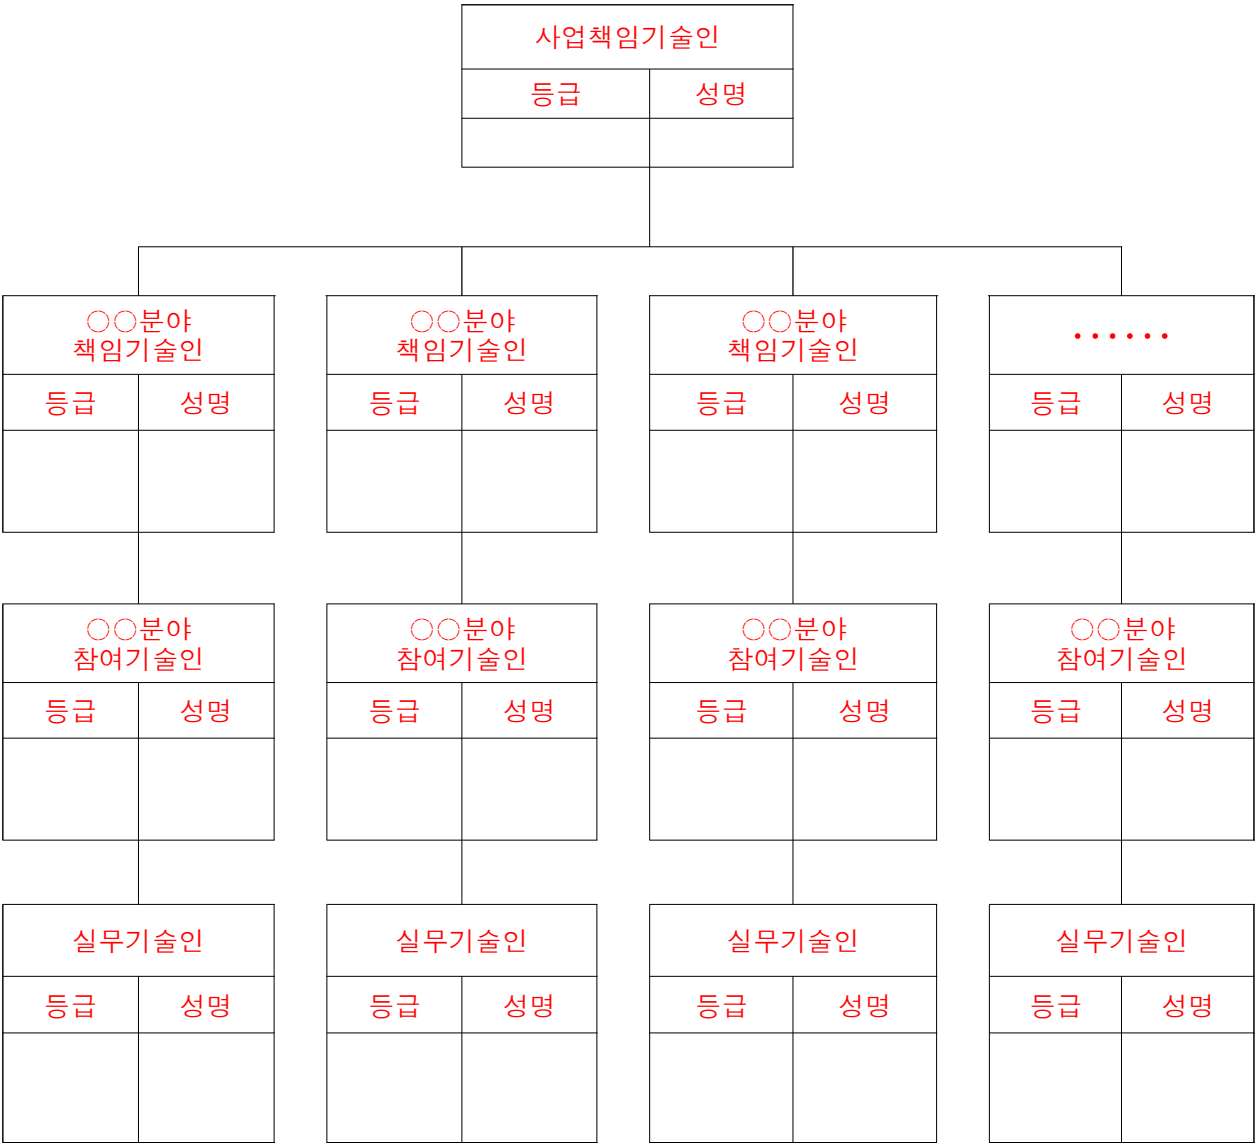 사업책임기술인
등급 성명
○○분야 ○○분야 ○○분야 ••••••
책임기술인 책임기술인 책임기술인
등급 성명 등급 성명 등급 성명 등급 성명
○○분야 ○○분야 ○○분야 ○○분야
참여기술인 참여기술인 참여기술인 참여기술인
등급 성명 등급 성명 등급 성명 등급 성명
실무기술인 실무기술인 실무기술인 실무기술인
등급 성명 등급 성명 등급 성명 등급 성명